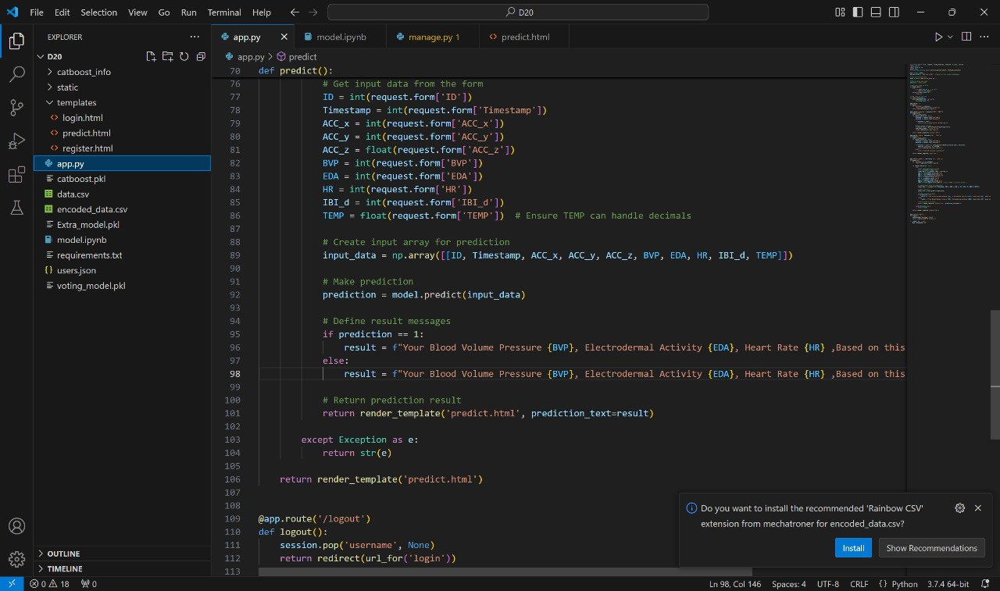 File Edit Selection View Go Run Terminal Help D20
EXPLORER
D20
catboost_info
static
templates
login.html
predict.html
register.html
app.py
catboost.pkl
data.csv
encoded_data.csv
Extra_model.pkl
model.ipynb
requirements.txt
users.json
voting_model.pkl
OUTLINE
TIMELINE
app.py model.ipynb manage.py 1 predict.html
app.py > predict
70 def predict():
76 # Get input data from the form
77 ID = int(request.form['ID'])
78 Timestamp = int(request.form['Timestamp'])
79 ACC_x = int(request.form['ACC_x'])
80 ACC_y = int(request.form['ACC_y'])
81 ACC_z = float(request.form['ACC_z'])
82 BVP = int(request.form['BVP'])
83 EDA = int(request.form['EDA'])
84 HR = int(request.form['HR'])
85 IBI_d = int(request.form['IBI_d'])
86 TEMP = float(request.form['TEMP']) # Ensure TEMP can handle decimals
87
88 # Create input array for prediction
89 input_data = np.array([[ID, Timestamp, ACC_x, ACC_y, ACC_z, BVP, EDA, HR, IBI_d, TEMP]])
90
91 # Make prediction
92 prediction = model.predict(input_data)
93
94 # Define result messages
95 if prediction == 1:
96 result = f"Your Blood Volume Pressure {BVP}, Electrodermal Activity {EDA}, Heart Rate {HR} ,Based on this
97 else:
98 result = f"Your Blood Volume Pressure {BVP}, Electrodermal Activity {EDA}, Heart Rate {HR} ,Based on this
99
100 # Return prediction result
101 return render_template('predict.html', prediction_text=result)
102
103 except Exception as e:
104 return str(e)
105
106 return render_template('predict.html')
107
108
109 @app.route('/logout')
110 def logout():
111 session.pop('username', None)
112 return redirect(url_for('login'))
113
Do you want to install the recommended 'Rainbow CSV'
extension from mechatroner for encoded_data.csv?
Install Show Recommendations
0 18 0 Ln 98, Col 146 Spaces: 4 UTF-8 CRLF {} Python 3.7.4 64-bit